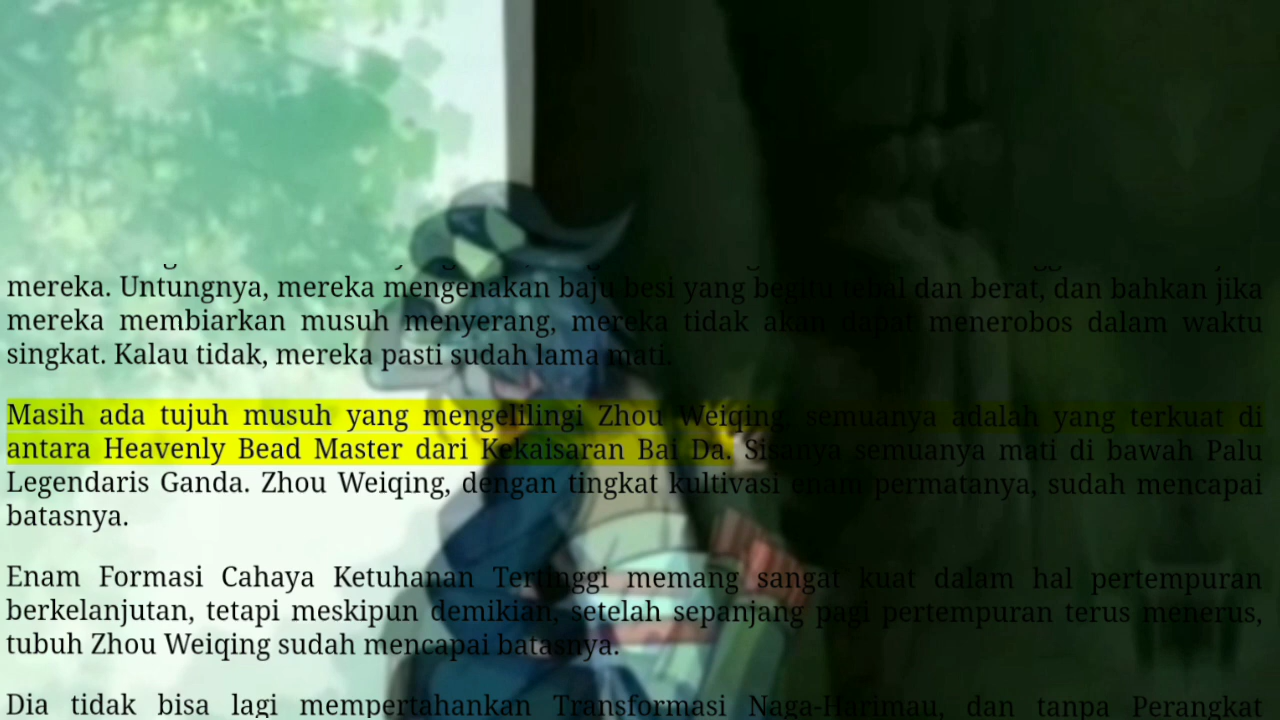 mereka. Untungnya, mereka mengenakan baju besi yang begitu tebal dan berat, dan bahkan jika
mereka membiarkan musuh menyerang, mereka tidak akan dapat menerobos dalam waktu
singkat. Kalau tidak, mereka pasti sudah lama mati.
Masih ada tujuh musuh yang mengelilingi Zhou Weiqing, semuanya adalah yang terkuat di
antara Heavenly Bead Master dari Kekaisaran Bai Da. Sisanya semuanya mati di bawah Palu
Legendaris Ganda. Zhou Weiqing, dengan tingkat kultivasi enam permatanya, sudah mencapai
batasnya.
Enam Formasi Cahaya Ketuhanan Tertinggi memang sangat kuat dalam hal pertempuran
berkelanjutan, tetapi meskipun demikian, setelah sepanjang pagi pertempuran terus menerus,
tubuh Zhou Weiqing sudah mencapai batasnya.
Dia tidak bisa lagi mempertahankan Transformasi Naga-Harimau, dan tanpa Perangkat